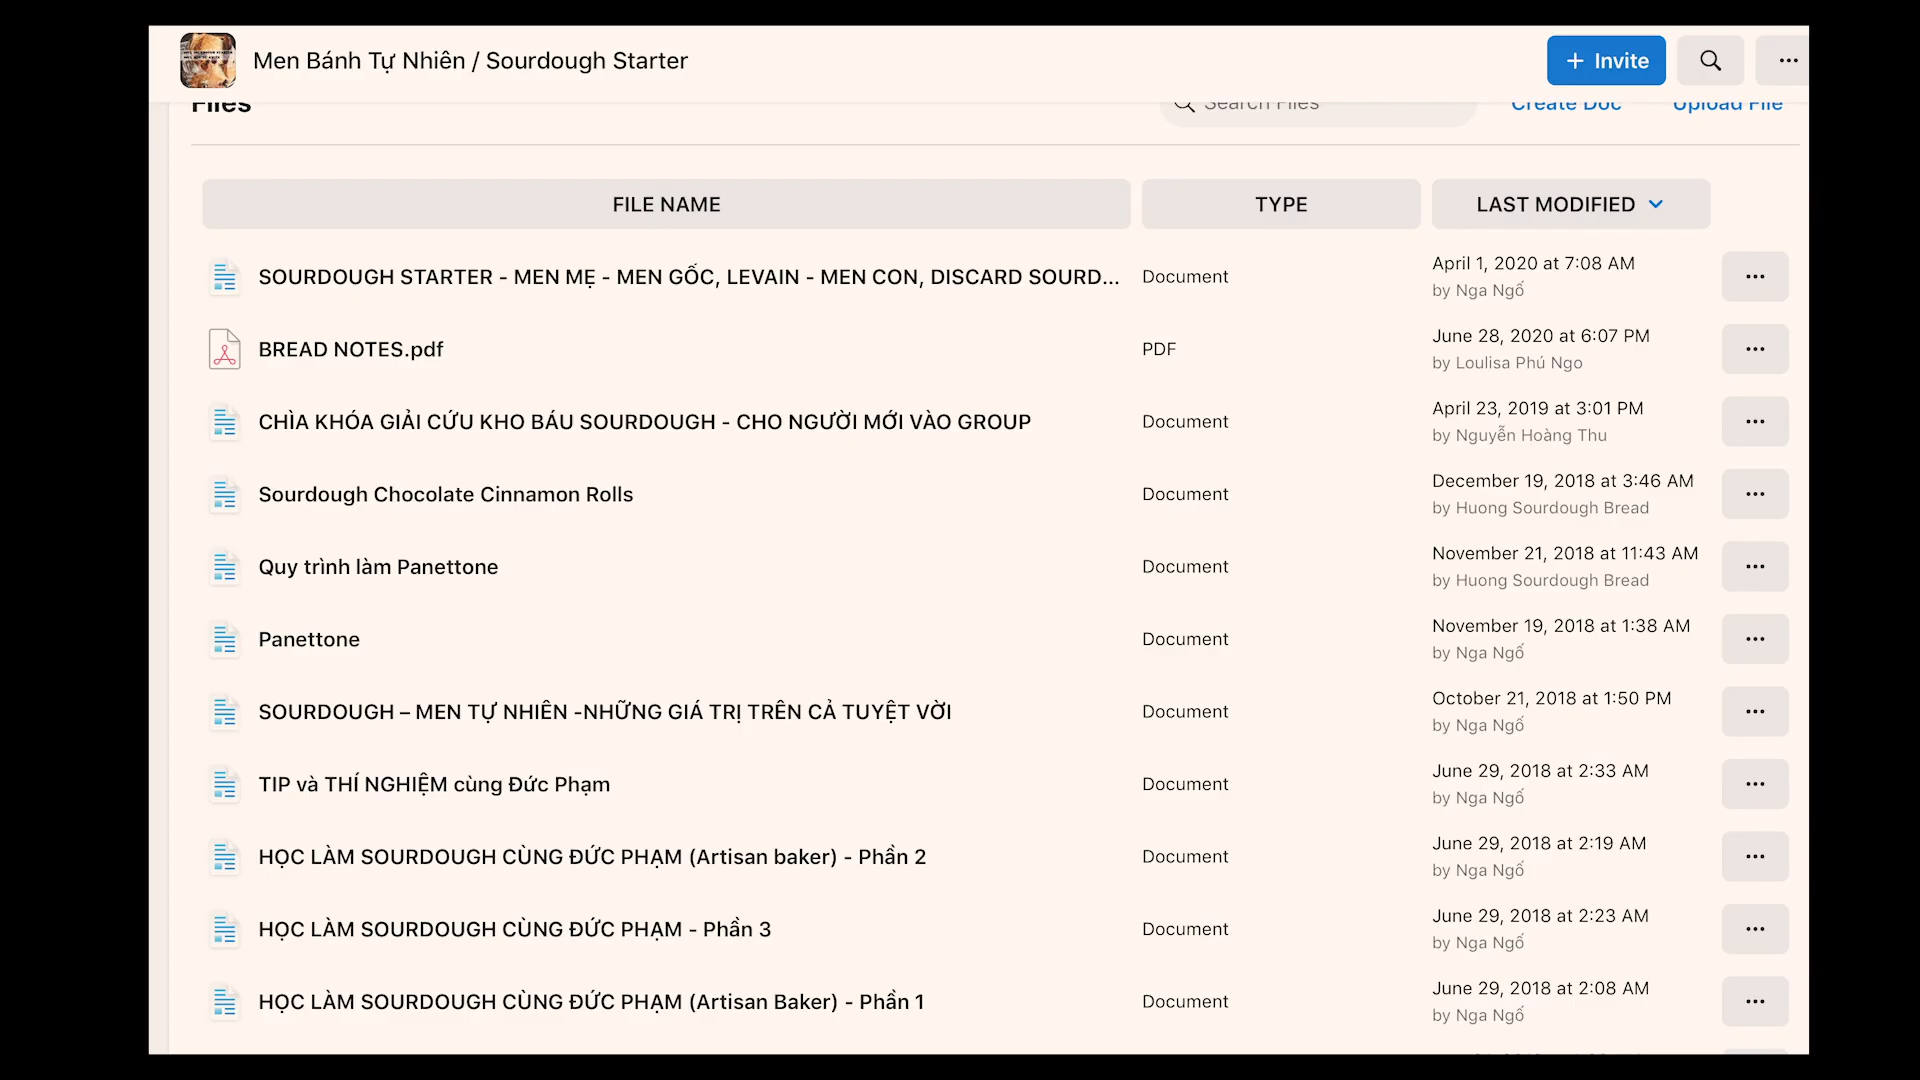 Men Bánh Tự Nhiên / Sourdough Starter
+ Invite
Files
Search Files
Create Doc
Upload File
FILE NAME
TYPE
LAST MODIFIED
SOURDOUGH STARTER - MEN MẸ - MEN GỐC, LEVAIN - MEN CON, DISCARD SOURD...
Document
April 1, 2020 at 7:08 AM
by Nga Ngố
BREAD NOTES.pdf
PDF
June 28, 2020 at 6:07 PM
by Loulisa Phú Ngo
CHÌA KHÓA GIẢI CỨU KHO BÁU SOURDOUGH - CHO NGƯỜI MỚI VÀO GROUP
Document
April 23, 2019 at 3:01 PM
by Nguyễn Hoàng Thu
Sourdough Chocolate Cinnamon Rolls
Document
December 19, 2018 at 3:46 AM
by Huong Sourdough Bread
Quy trình làm Panettone
Document
November 21, 2018 at 11:43 AM
by Huong Sourdough Bread
Panettone
Document
November 19, 2018 at 1:38 AM
by Nga Ngố
SOURDOUGH – MEN TỰ NHIÊN -NHỮNG GIÁ TRỊ TRÊN CẢ TUYỆT VỜI
Document
October 21, 2018 at 1:50 PM
by Nga Ngố
TIP và THÍ NGHIỆM cùng Đức Phạm
Document
June 29, 2018 at 2:33 AM
by Nga Ngố
HỌC LÀM SOURDOUGH CÙNG ĐỨC PHẠM (Artisan baker) - Phần 2
Document
June 29, 2018 at 2:19 AM
by Nga Ngố
HỌC LÀM SOURDOUGH CÙNG ĐỨC PHẠM - Phần 3
Document
June 29, 2018 at 2:23 AM
by Nga Ngố
HỌC LÀM SOURDOUGH CÙNG ĐỨC PHẠM (Artisan Baker) - Phần 1
Document
June 29, 2018 at 2:08 AM
by Nga Ngố